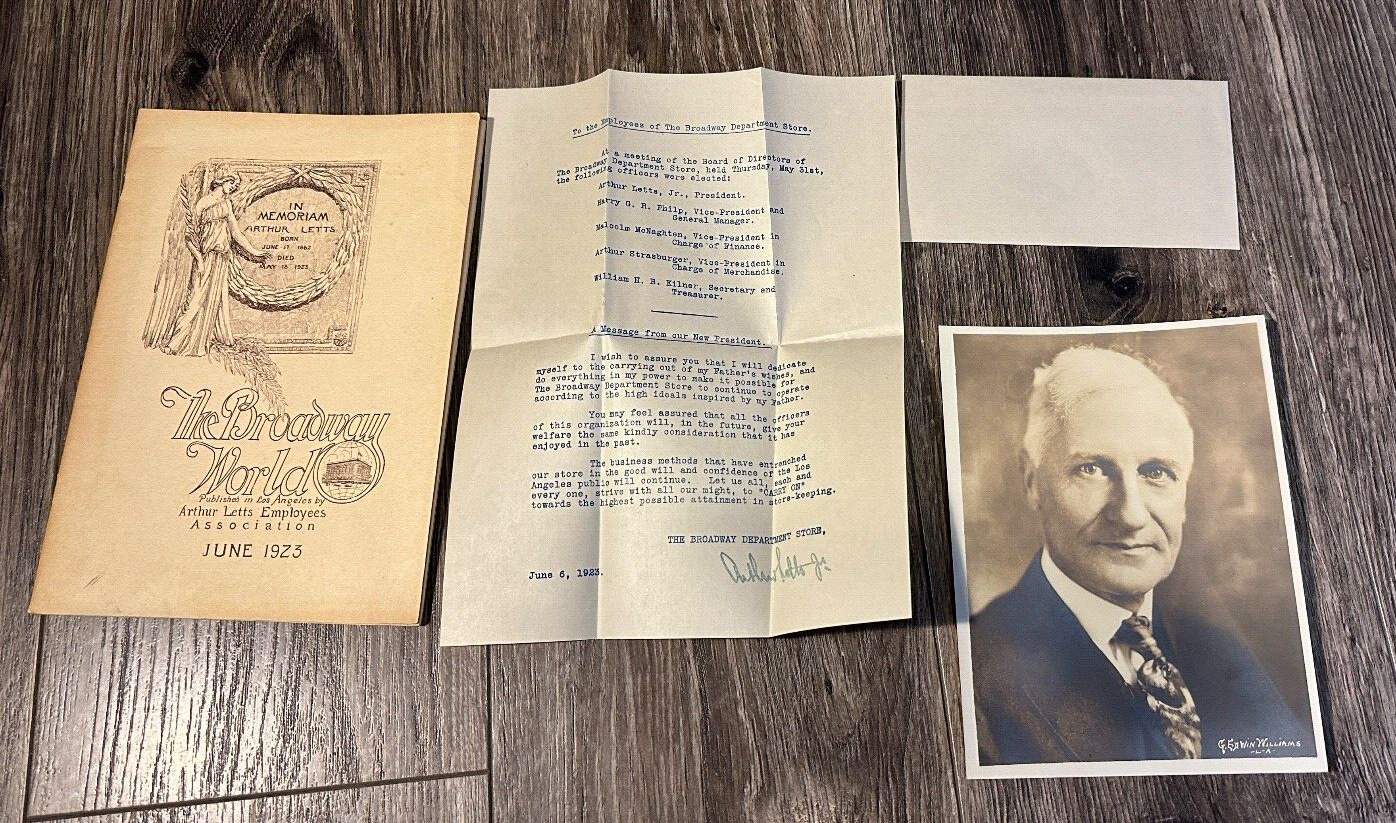 IN
MEMORIAM
ARTHUR LETTS
BORN
JUNE 17 1862
DIED
MAY 18 1923
The Broadway
World
Published in Los Angeles by
Arthur Letts Employees
Association
JUNE 1923
To the Employees of The Broadway Department Store.
At a meeting of the Board of Directors of
The Broadway Department Store, held Thursday, May 31st,
the following officers were elected:
Arthur Letts, Jr., President.
Harry G. R. Philp, Vice-President and
General Manager.
Malcolm McNaghten, Vice-President in
Charge of Finance.
Arthur Strasburger, Vice-President in
Charge of Merchandise.
William H. B. Kilner, Secretary and
Treasurer.
A Message from our New President.
I wish to assure you that I will dedicate
myself to the carrying out of my Father's wishes, and
do everything in my power to make it possible for
The Broadway Department Store to continue to operate
according to the high ideals inspired by my Father.
You may feel assured that all the officers
of this organization will, in the future, give your
welfare the same kindly consideration that it has
enjoyed in the past.
The business methods that have entrenched
our store in the good will and confidence of the Los
Angeles public will continue. Let us all, each and
every one, strive with all our might, to "CARRY ON"
towards the highest possible attainment in store-keeping.
THE BROADWAY DEPARTMENT STORE,
Arthur Letts Jr.
June 6, 1923.
G. Edwin Williams
-L-A-